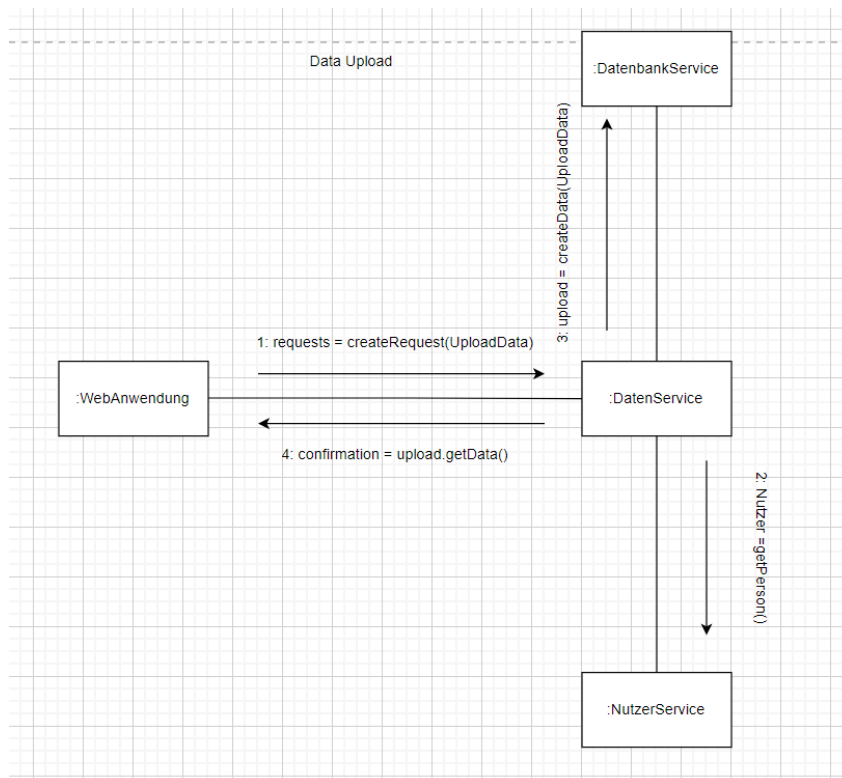 Data Upload
:DatenbankService
3: upload = createData(UploadData)
1: requests = createRequest(UploadData)
:WebAnwendung
:DatenService
4: confirmation = upload.getData()
2: Nutzer =getPerson()
:NutzerService